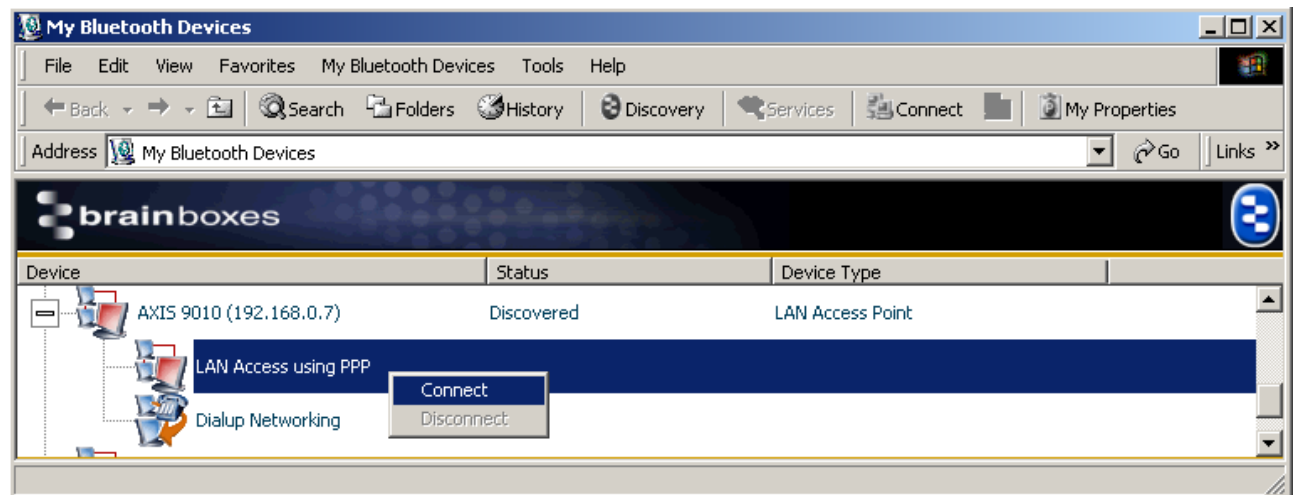 My Bluetooth Devices
File Edit View Favorites My Bluetooth Devices Tools Help
Back Search Folders History Discovery Services Connect My Properties
Address My Bluetooth Devices Go Links »
brainboxes
Device Status Device Type
AXIS 9010 (192.168.0.7) Discovered LAN Access Point
LAN Access using PPP
Connect
Dialup Networking Disconnect